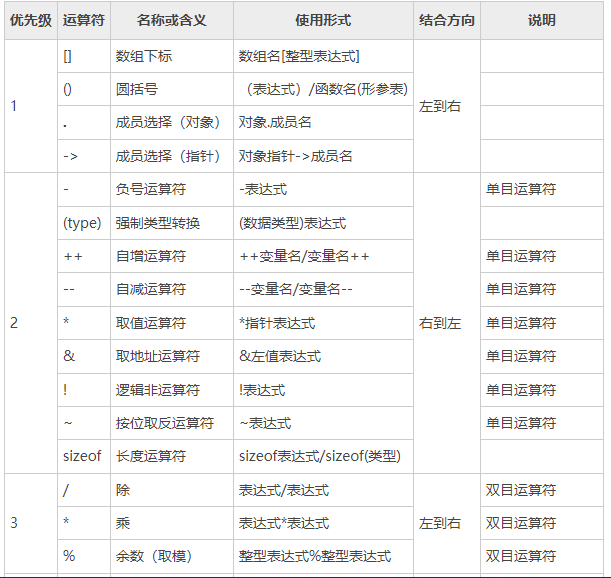 优先级 运算符 名称或含义 使用形式 结合方向 说明
1 [] 数组下标 数组名[整型表达式] 左到右
() 圆括号 （表达式）/函数名(形参表)
. 成员选择（对象） 对象.成员名
-> 成员选择（指针） 对象指针->成员名
2 - 负号运算符 -表达式 右到左 单目运算符
(type) 强制类型转换 (数据类型)表达式
++ 自增运算符 ++变量名/变量名++ 单目运算符
-- 自减运算符 --变量名/变量名-- 单目运算符
* 取值运算符 *指针表达式 单目运算符
& 取地址运算符 &左值表达式 单目运算符
! 逻辑非运算符 !表达式 单目运算符
~ 按位取反运算符 ~表达式 单目运算符
sizeof 长度运算符 sizeof表达式/sizeof(类型)
3 / 除 表达式/表达式 左到右 双目运算符
* 乘 表达式*表达式 双目运算符
% 余数（取模） 整型表达式%整型表达式 双目运算符